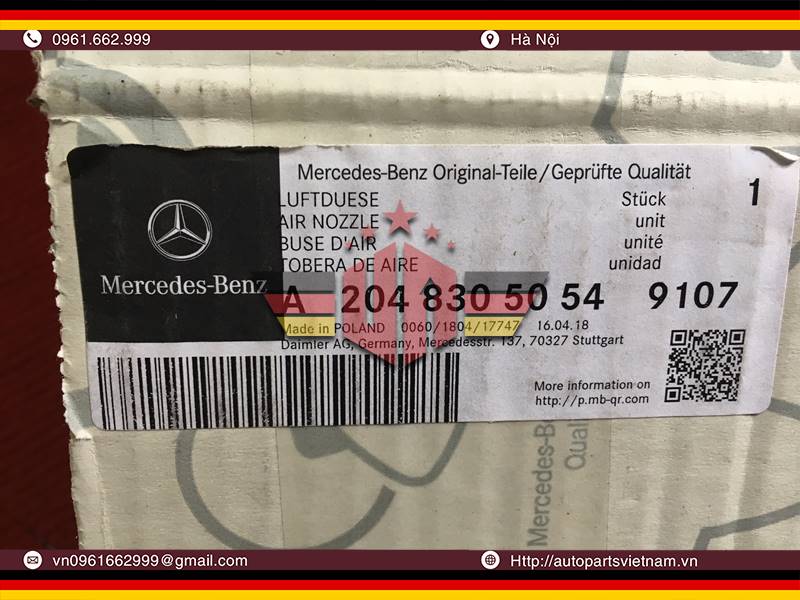 0961.662.999
Hà Nội
Mercedes-Benz
Mercedes-Benz Original-Teile/Geprüfte Qualität
LUFTDUESE Stück 1
AIR NOZZLE unit
BUSE D'AIR unité
TOBERA DE AIRE unidad
A 204 830 50 54 9107
Made in POLAND 0060/1804/17747 16.04.18
Daimler AG, Germany, Mercedesstr. 137, 70327 Stuttgart
More information on
http://p.mb-qr.com
Mercedes-B
Qual
vn0961662999@gmail.com
Http://autopartsvietnam.vn